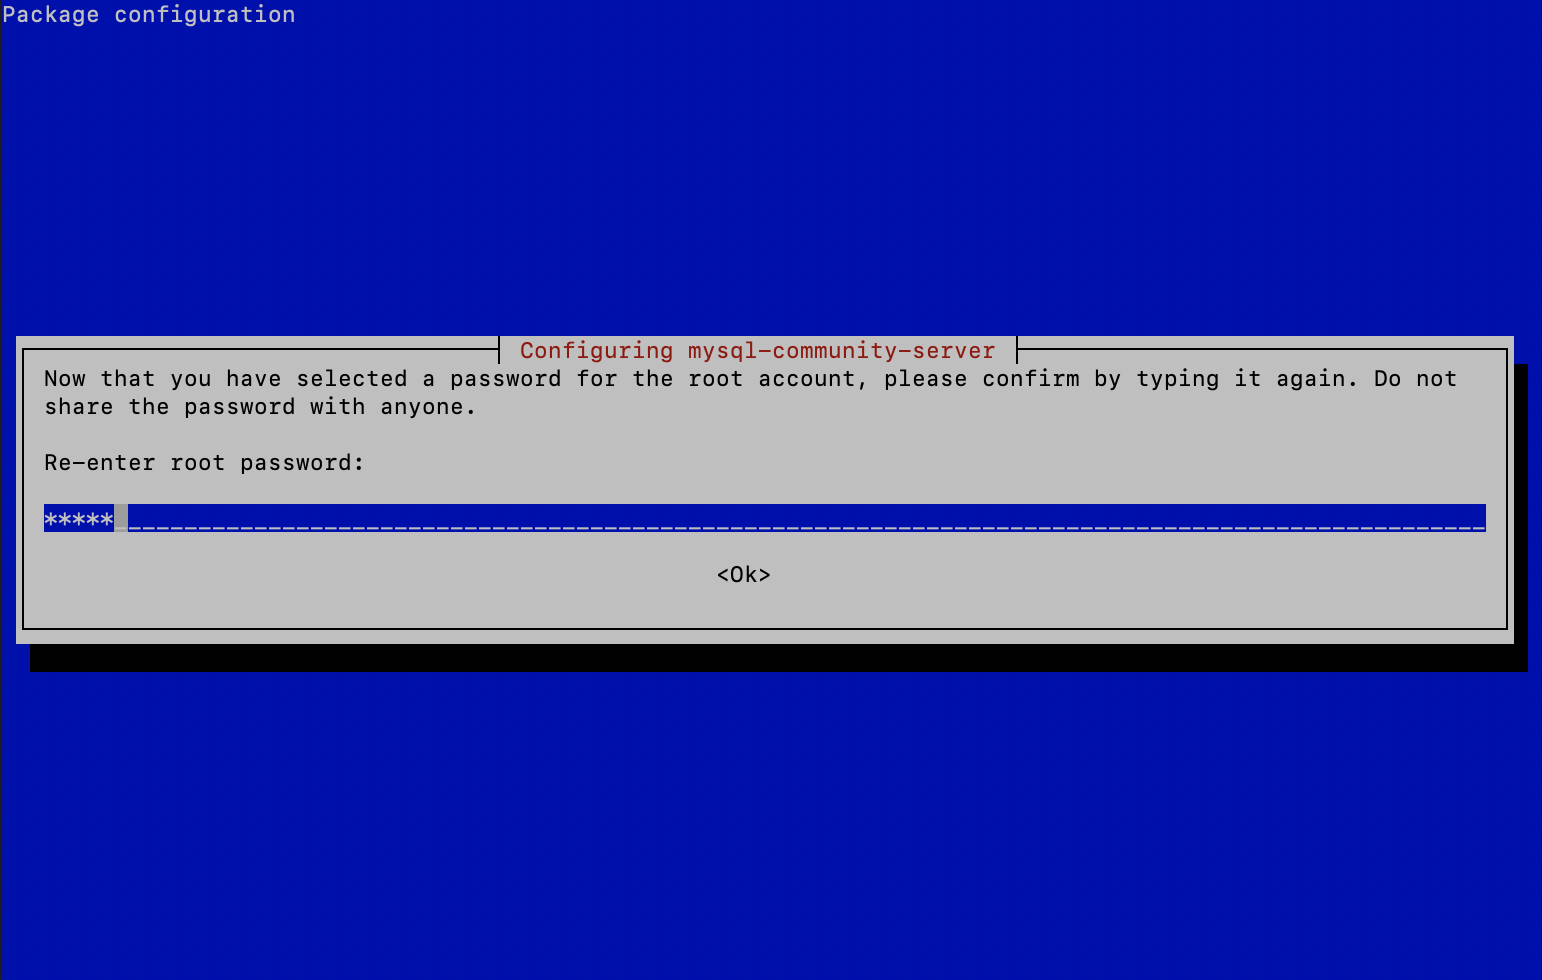 Package configuration
Configuring mysql-community-server
Now that you have selected a password for the root account, please confirm by typing it again. Do not
share the password with anyone.
Re-enter root password:
*****_________________________________________________________________________________________________
<Ok>